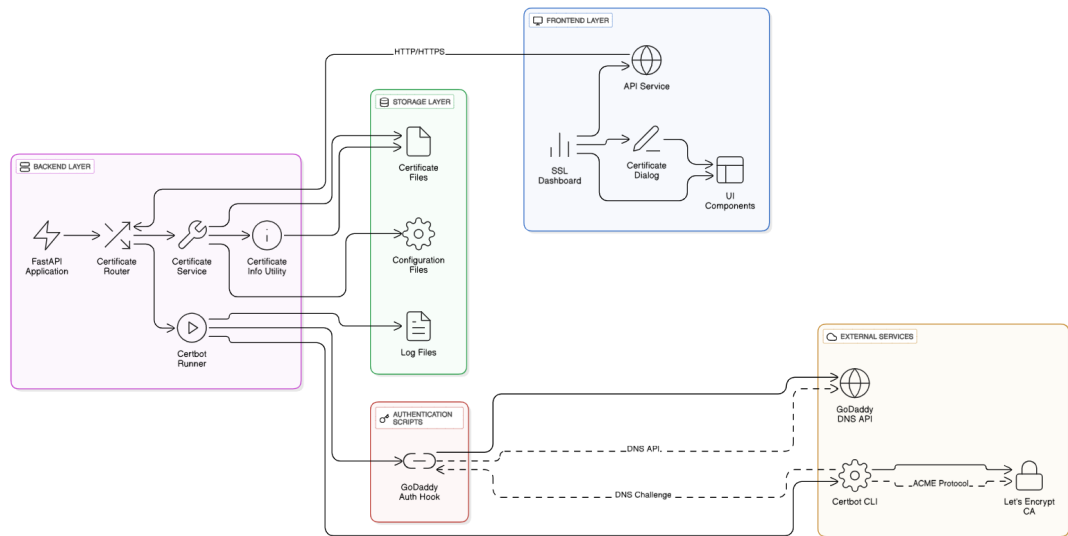 FRONTEND LAYER
HTTP/HTTPS
API Service
STORAGE LAYER
Certificate
Files
SSL
Dashboard
Certificate
Dialog
UI
Components
BACKEND LAYER
FastAPI
Application
Certificate
Router
Certificate
Service
Certificate
Info Utility
Configuration
Files
Certbot
Runner
Log Files
EXTERNAL SERVICES
GoDaddy
DNS API
AUTHENTICATION
SCRIPTS
DNS API
GoDaddy
Auth Hook
DNS Challenge
Certbot CLI
ACME Protocol
Let's Encrypt
CA